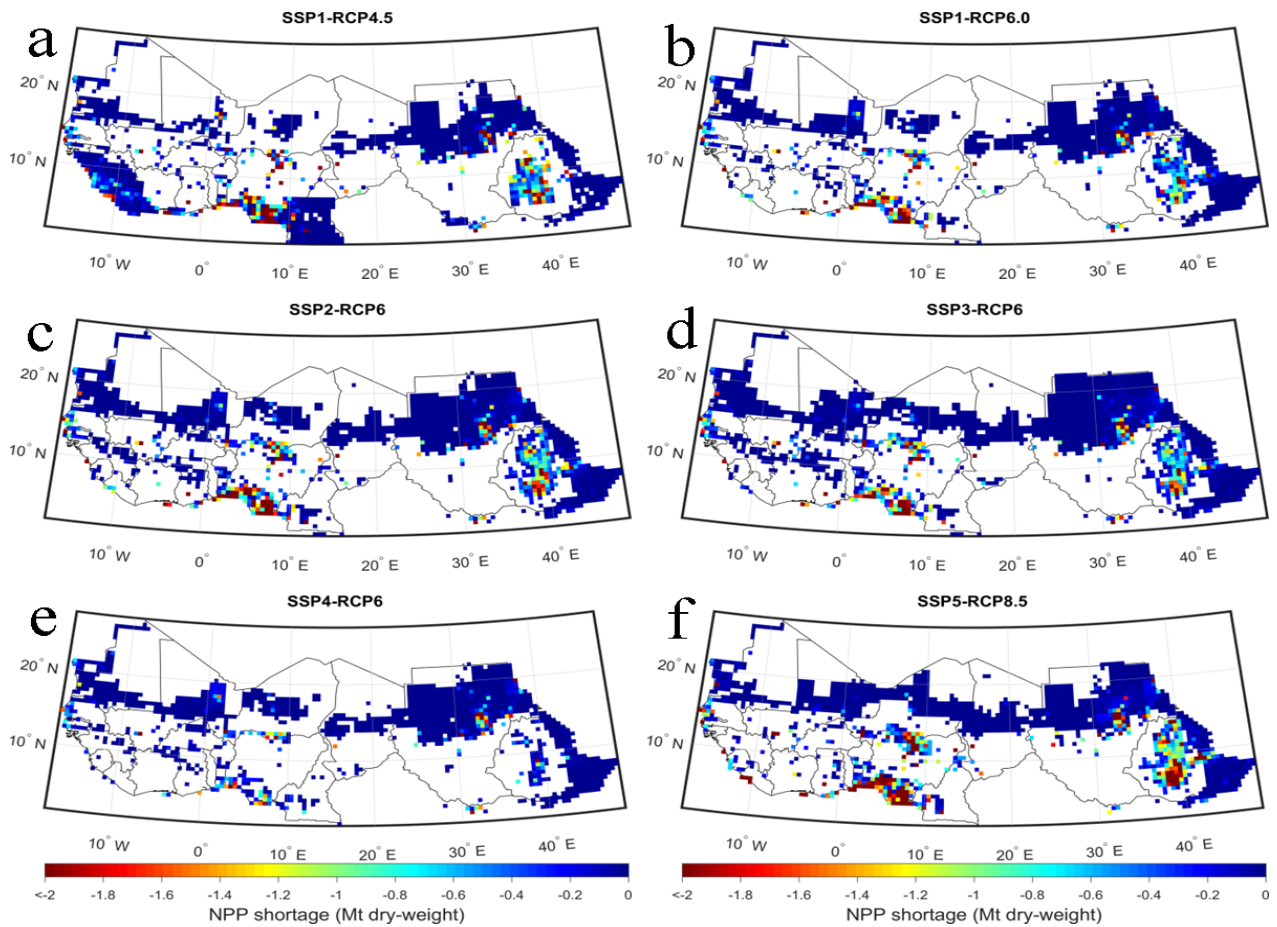 SSP1-RCP4.5
SSP1-RCP6.0
a
b
20° N
10° N
20° N
10° N
10° W
0°
10° E
20° E
30° E
40° E
10° W
0°
10° E
20° E
30° E
40° E
SSP2-RCP6
SSP3-RCP6
c
d
20° N
10° N
20° N
10° N
10° W
0°
10° E
20° E
30° E
40° E
10° W
0°
10° E
20° E
30° E
40° E
SSP4-RCP6
SSP5-RCP8.5
e
f
20° N
10° N
20° N
10° N
10° W
0°
10° E
20° E
30° E
40° E
10° W
0°
10° E
20° E
30° E
40° E
<-2 -1.8 -1.6 -1.4 -1.2 -1 -0.8 -0.6 -0.4 -0.2 0
NPP shortage (Mt dry-weight)
<-2 -1.8 -1.6 -1.4 -1.2 -1 -0.8 -0.6 -0.4 -0.2 0
NPP shortage (Mt dry-weight)